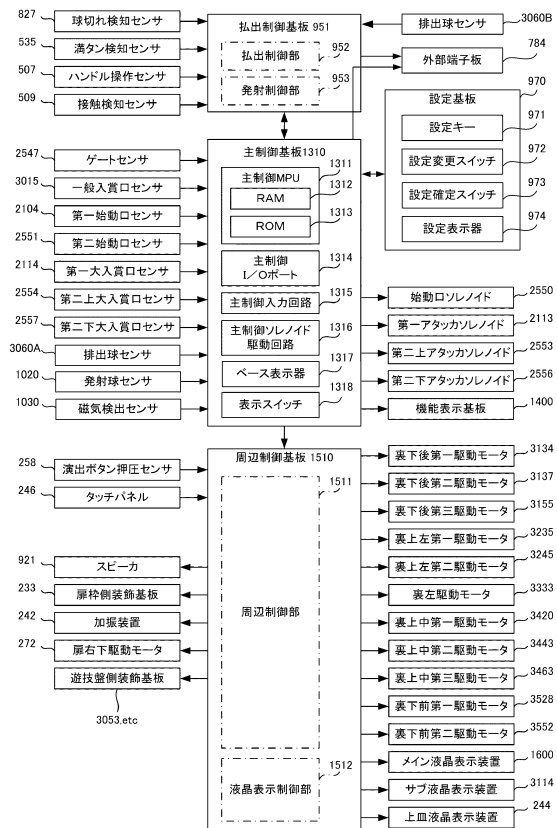 827 球切れ検知センサ
535 満タン検知センサ
507 ハンドル操作センサ
509 接触検知センサ
払出制御基板 951
払出制御部 952
発射制御部 953
排出球センサ 3060B
外部端子板 784
設定基板 970
設定キー 971
設定変更スイッチ 972
設定確定スイッチ 973
設定表示器 974
2547 ゲートセンサ
3015 一般入賞口センサ
2104 第一始動口センサ
2551 第二始動口センサ
2114 第一大入賞口センサ
2554 第二上大入賞口センサ
2557 第二下大入賞口センサ
3060A 排出球センサ
1020 発射球センサ
1030 磁気検出センサ
主制御基板1310
主制御MPU 1311
RAM 1312
ROM 1313
主制御
I/Oポート 1314
主制御入力回路 1315
主制御ソレノイド
駆動回路 1316
ベース表示器 1317
表示スイッチ 1318
始動口ソレノイド 2550
第一アタッカソレノイド 2113
第二上アタッカソレノイド 2553
第二下アタッカソレノイド 2556
機能表示基板 1400
258 演出ボタン押圧センサ
246 タッチパネル
921 スピーカ
233 扉枠側装飾基板
242 加振装置
272 扉右下駆動モータ
遊技盤側装飾基板
3053,etc
周辺制御基板 1510
1511
周辺制御部
1512
液晶表示制御部
裏下後第一駆動モータ 3134
裏下後第二駆動モータ 3137
裏下後第三駆動モータ 3155
裏上左第一駆動モータ 3235
裏上左第二駆動モータ 3245
裏左駆動モータ 3333
裏上中第一駆動モータ 3420
裏上中第二駆動モータ 3443
裏上中第三駆動モータ 3463
裏下前第一駆動モータ 3528
裏下前第二駆動モータ 3552
メイン液晶表示装置 1600
サブ液晶表示装置 3114
上皿液晶表示装置 244